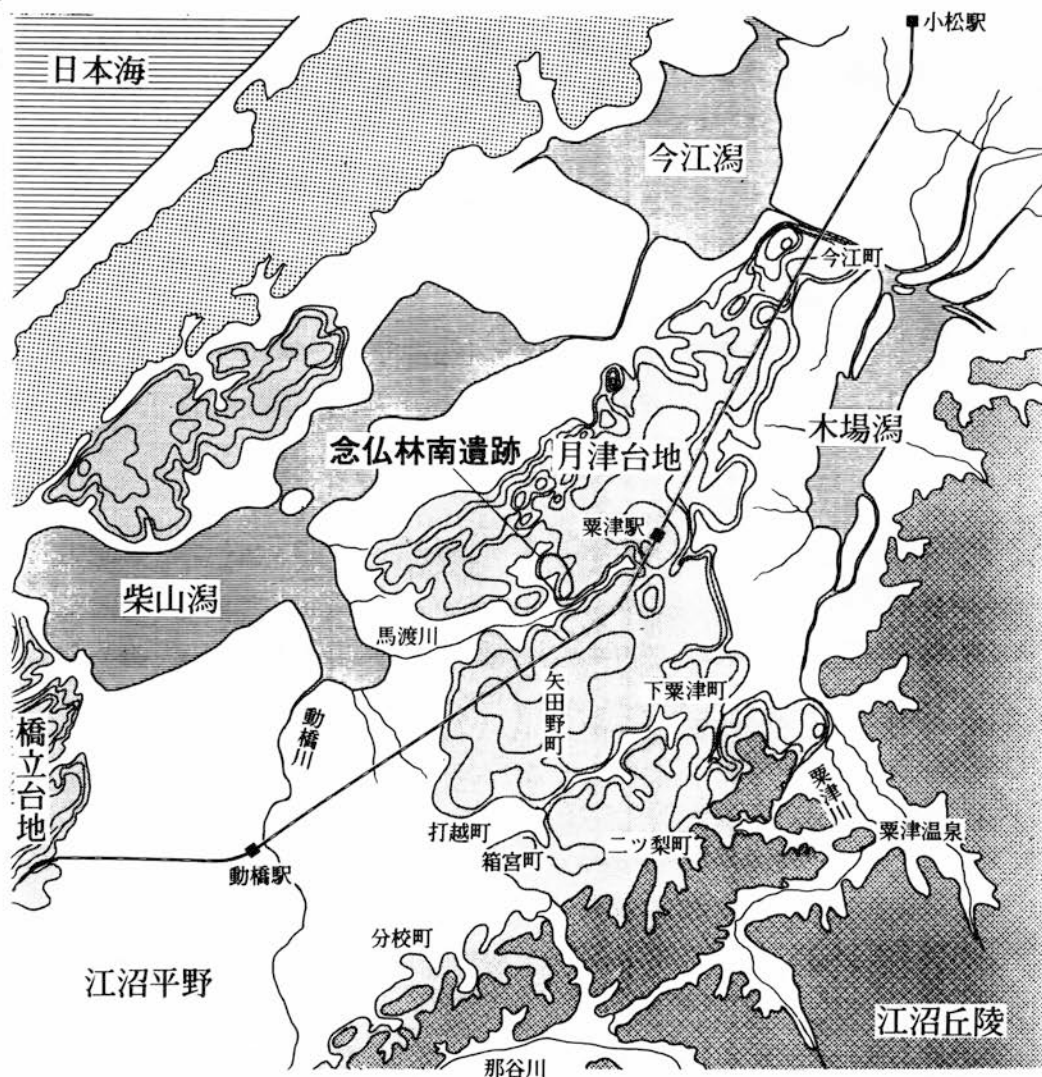 小松駅
日本海
今江潟
今江町
木場潟
念仏林南遺跡
月津台地
粟津駅
柴山潟
馬渡川
矢田野町
下粟津町
動橋川
橋立台地
粟津川
打越町
箱宮町
二ツ梨町
粟津温泉
動橋駅
分校町
江沼平野
江沼丘陵
那谷川